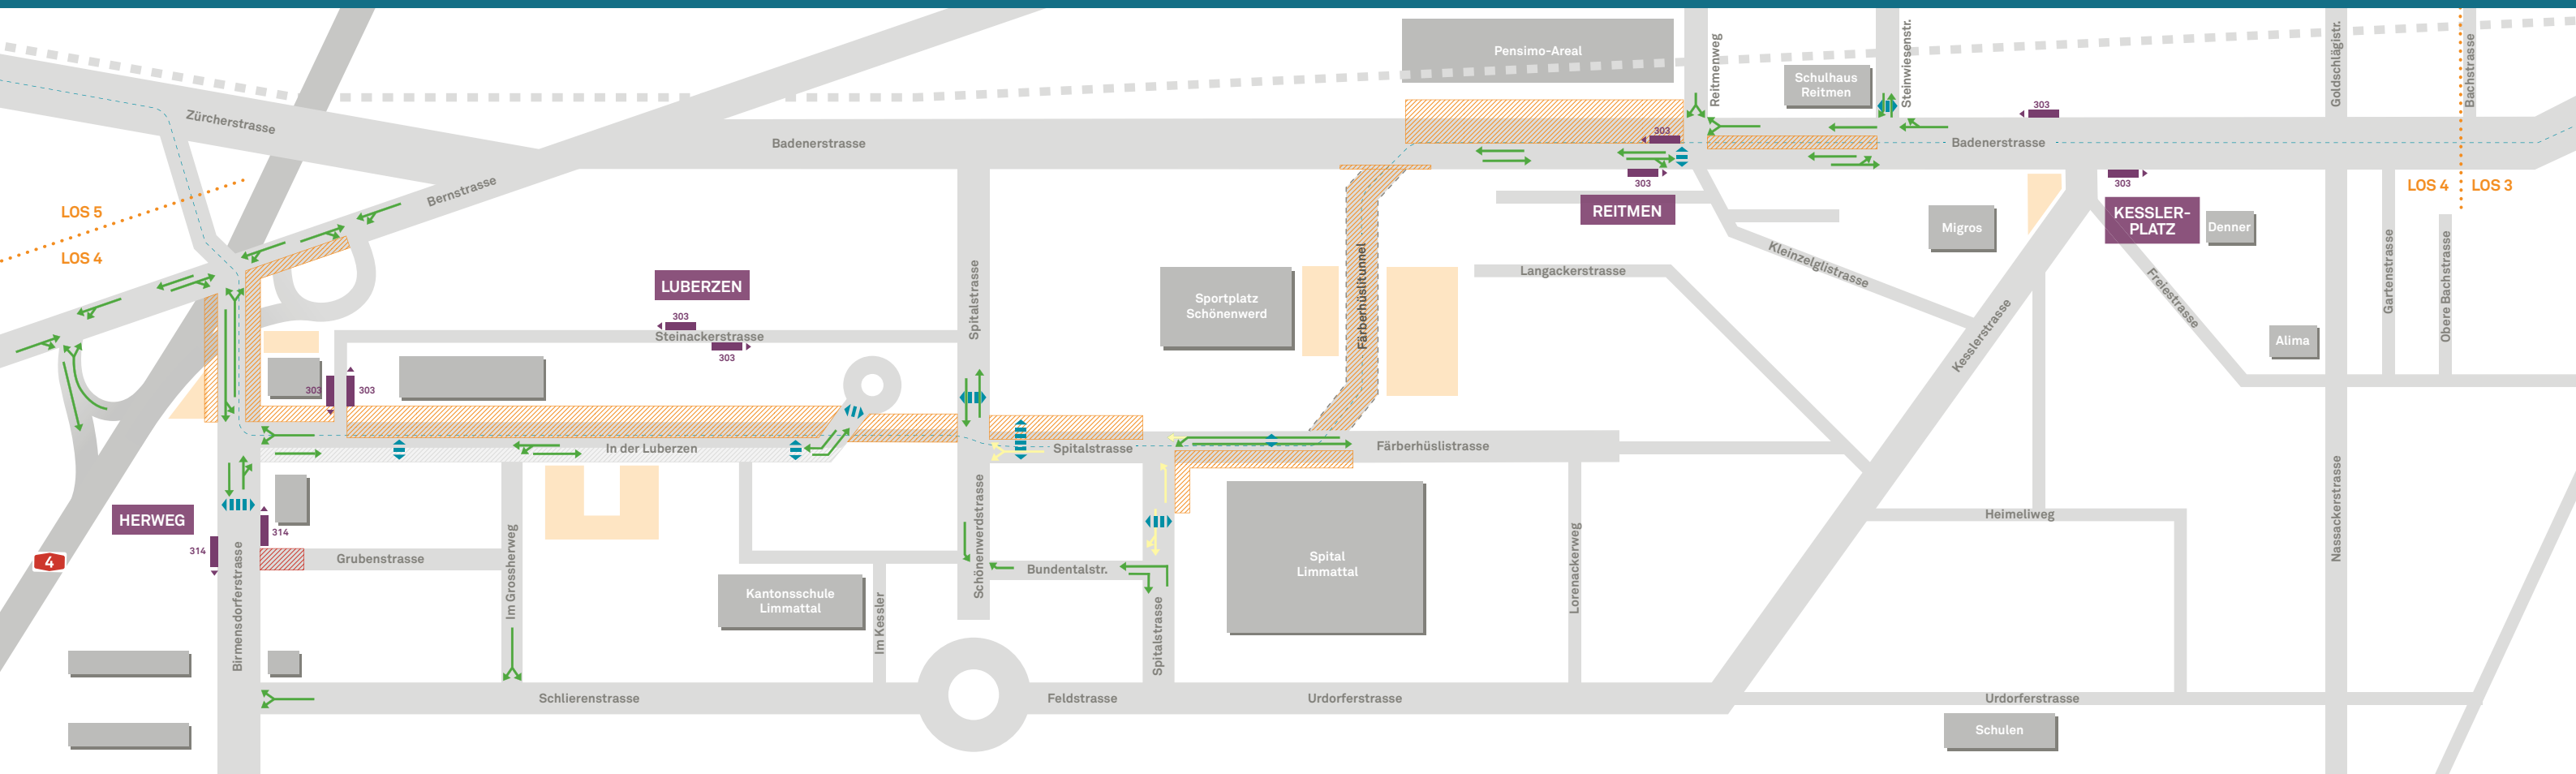 Pensimo-Areal
Schulhaus
Reitmen
Reitmenweg
Steinwiesenstr.
Goldschlägistr.
Bachstrasse
303
Zürcherstrasse
Badenerstrasse
303
Badenerstrasse
Bernstrasse
303
303
LOS 4
LOS 3
LOS 5
LOS 4
REITMEN
KESSLER-
PLATZ
Migros
Denner
Kleinzelglistrasse
Langackerstrasse
Freiestrasse
Gartenstrasse
Obere Bachstrasse
LUBERZEN
303
Steinackerstrasse
303
Spitalstrasse
Sportplatz
Schönenwerd
Färberhüslitunnel
Kesslerstrasse
Alima
303
303
In der Luberzen
Spitalstrasse
Färberhüslistrasse
HERWEG
314
314
4
Birmensdorferstrasse
Grubenstrasse
Im Grossherweg
Schönenwerdstrasse
Bundentalstr.
Spital
Limmattal
Lorenackerweg
Heimeliweg
Nassackerstrasse
Kantonsschule
Limmattal
Im Kessler
Spitalstrasse
Schlierenstrasse
Feldstrasse
Urdorferstrasse
Urdorferstrasse
Schulen